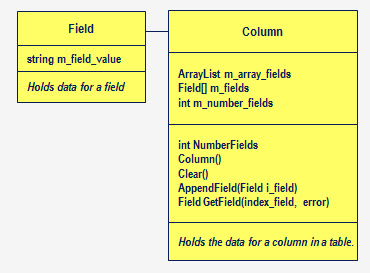 Field
string m_field_value
Holds data for a field
Column
ArrayList m_array_fields
Field[] m_fields
int m_number_fields
int NumberFields
Column()
Clear()
AppendField(Field i_field)
Field GetField(index_field, error)
Holds the data for a column in a table.